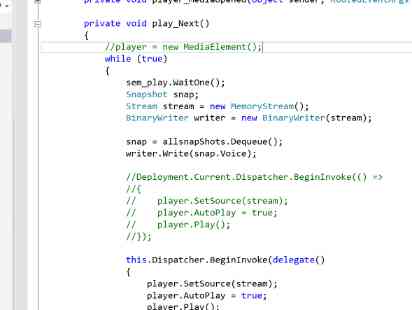 private void player_MediaOpened(object sender, RoutedEventArgs
private void play_Next()
{
//player = new MediaElement();
while (true)
{
sem_play.WaitOne();
Snapshot snap;
Stream stream = new MemoryStream();
BinaryWriter writer = new BinaryWriter(stream);
snap = allsnapShots.Dequeue();
writer.Write(snap.Voice);
//Deployment.Current.Dispatcher.BeginInvoke(() =>
//{
//    player.SetSource(stream);
//    player.AutoPlay = true;
//    player.Play();
//});
this.Dispatcher.BeginInvoke(delegate()
{
player.SetSource(stream);
player.AutoPlay = true;
player.Play();